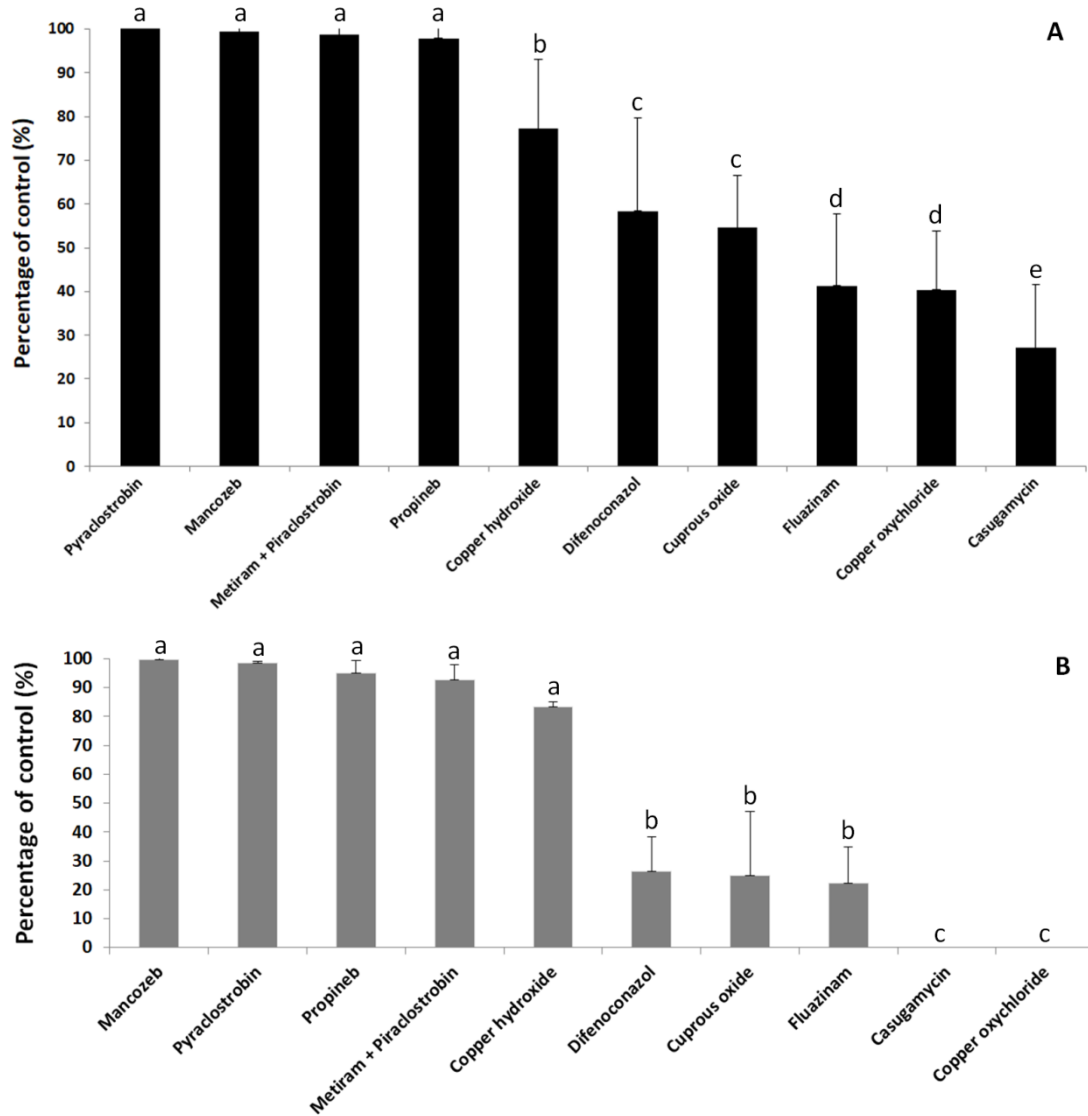 A
a a a a b c c d d e
Percentage of control (%)
100
90
80
70
60
50
40
30
20
10
0
Pyraclostrobin
Mancozeb
Metiram + Piraclostrobin
Propineb
Copper hydroxide
Difenoconazol
Cuprous oxide
Fluazinam
Copper oxychloride
Casugamycin
B
a a a a a b b b c c
Percentage of control (%)
100
90
80
70
60
50
40
30
20
10
0
Mancozeb
Pyraclostrobin
Propineb
Metiram + Piraclostrobin
Copper hydroxide
Difenoconazol
Cuprous oxide
Fluazinam
Casugamycin
Copper oxychloride